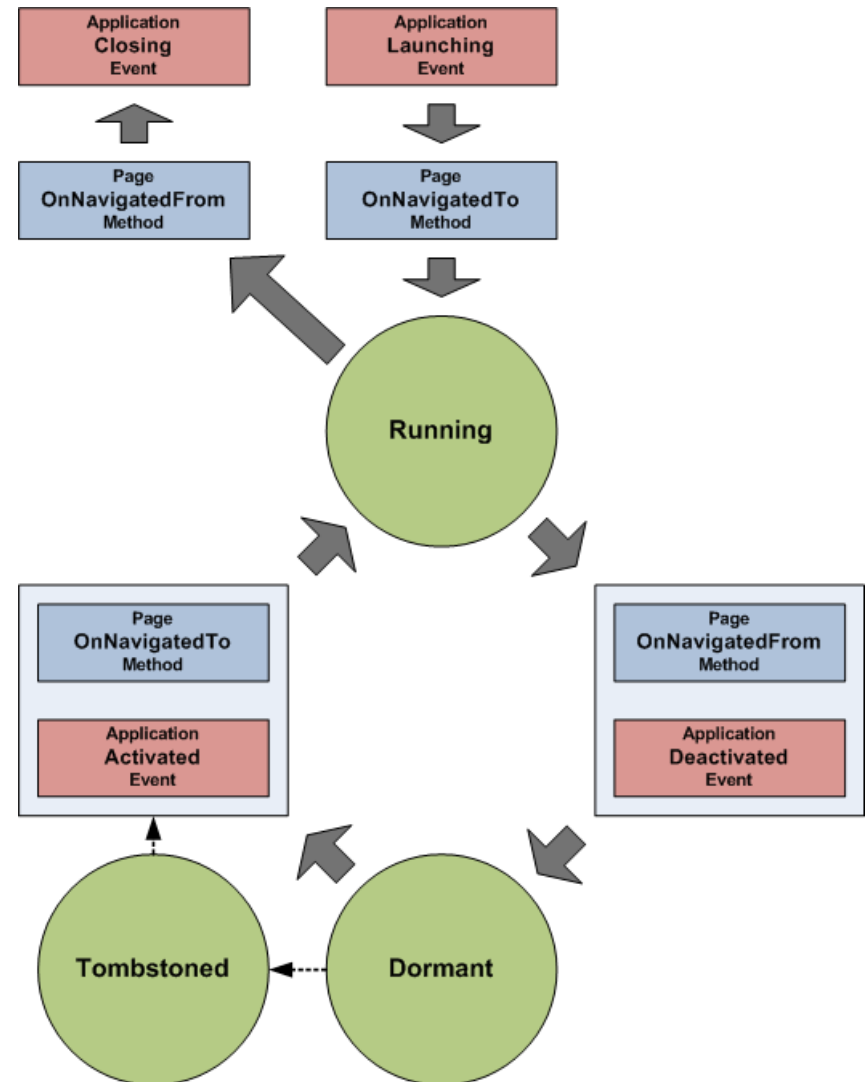 Application
Closing
Event
Application
Launching
Event
Page
OnNavigatedFrom
Method
Page
OnNavigatedTo
Method
Running
Page
OnNavigatedTo
Method
Application
Activated
Event
Page
OnNavigatedFrom
Method
Application
Deactivated
Event
Tombstoned
Dormant